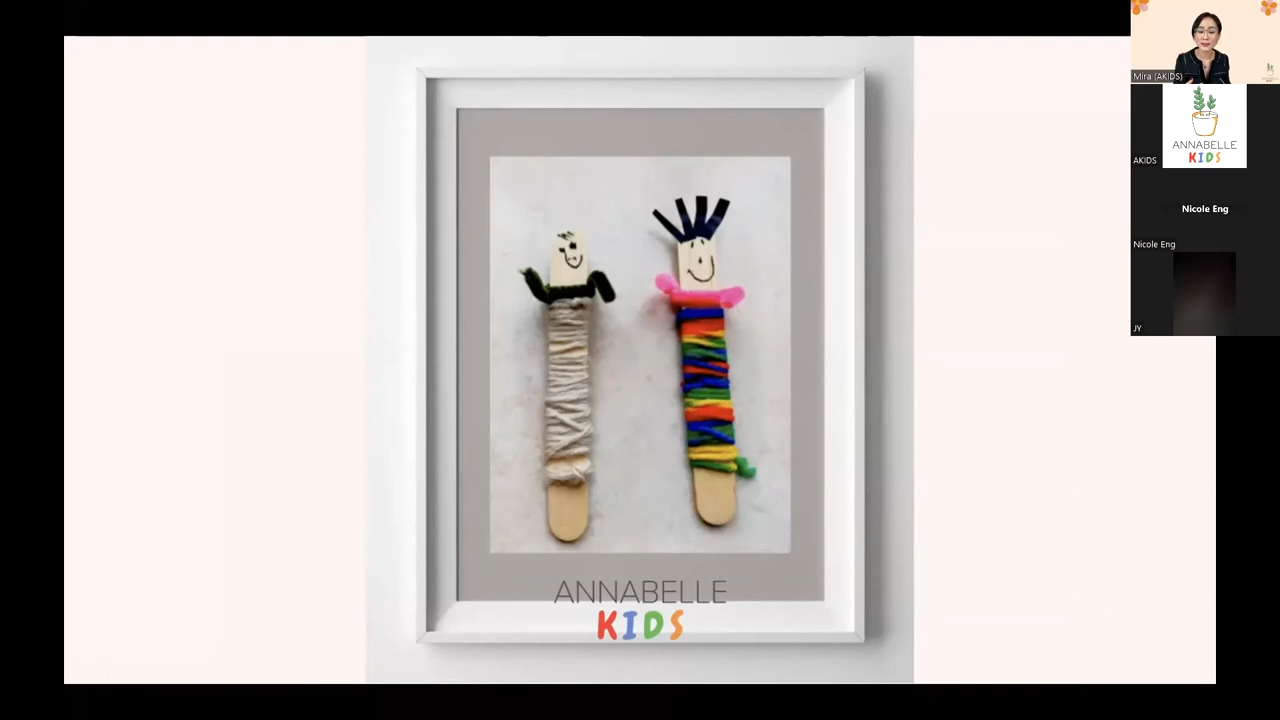 ANNABELLE
KIDS
Mira (AKIDS)
ANNABELLE
KIDS
AKIDS
Nicole Eng
Nicole Eng
JY